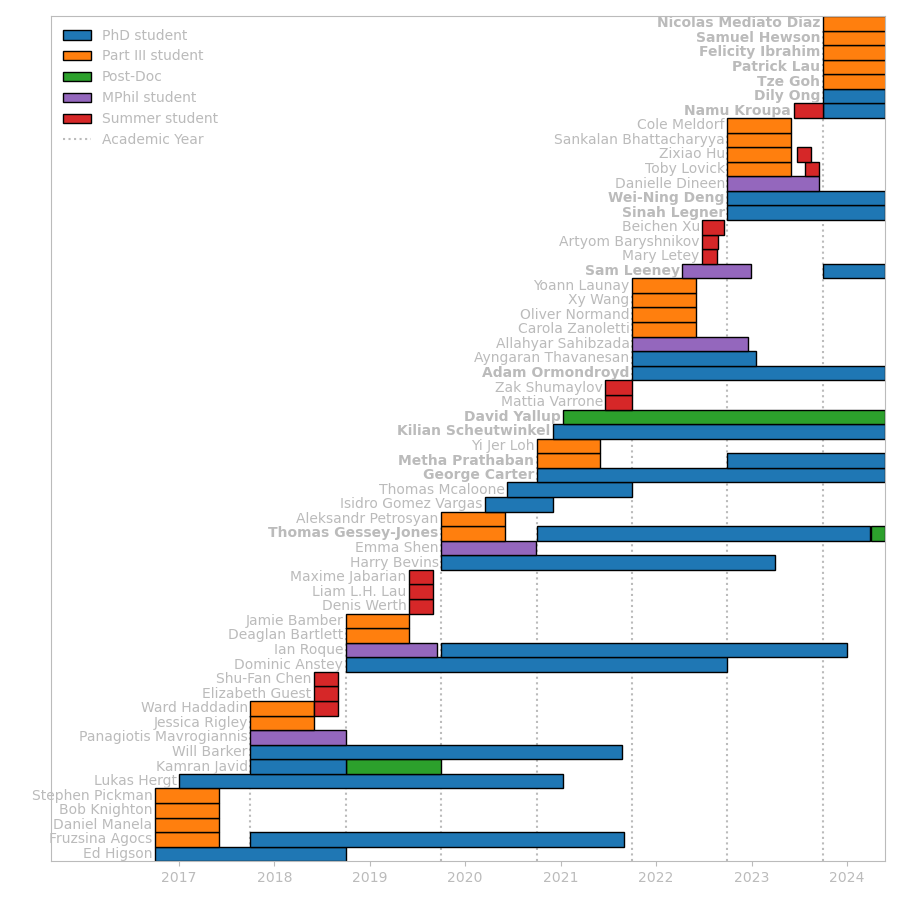 PhD student
Part III student
Post-Doc
MPhil student
Summer student
Academic Year
Nicolas Mediato Diaz
Samuel Hewson
Felicity Ibrahim
Patrick Lau
Tze Goh
Dily Ong
Namu Kroupa
Cole Meldorf
Sankalan Bhattacharyya
Zixiao Hu
Toby Lovick
Danielle Dineen
Wei-Ning Deng
Sinah Legner
Beichen Xu
Artyom Baryshnikov
Mary Letey
Sam Leeney
Yoann Launay
Xy Wang
Oliver Normand
Carola Zanoletti
Allahyar Sahibzada
Ayngaran Thavanesan
Adam Ormondroyd
Zak Shumaylov
Mattia Varrone
David Yallup
Kilian Scheutwinkel
Yi Jer Loh
Metha Prathaban
George Carter
Thomas Mcaloone
Isidro Gomez Vargas
Aleksandr Petrosyan
Thomas Gessey-Jones
Emma Shen
Harry Bevins
Maxime Jabarian
Liam L.H. Lau
Denis Werth
Jamie Bamber
Deaglan Bartlett
Ian Roque
Dominic Anstey
Shu-Fan Chen
Elizabeth Guest
Ward Haddadin
Jessica Rigley
Panagiotis Mavrogiannis
Will Barker
Kamran Javid
Lukas Hergt
Stephen Pickman
Bob Knighton
Daniel Manela
Fruzsina Agocs
Ed Higson
2017 2018 2019 2020 2021 2022 2023 2024